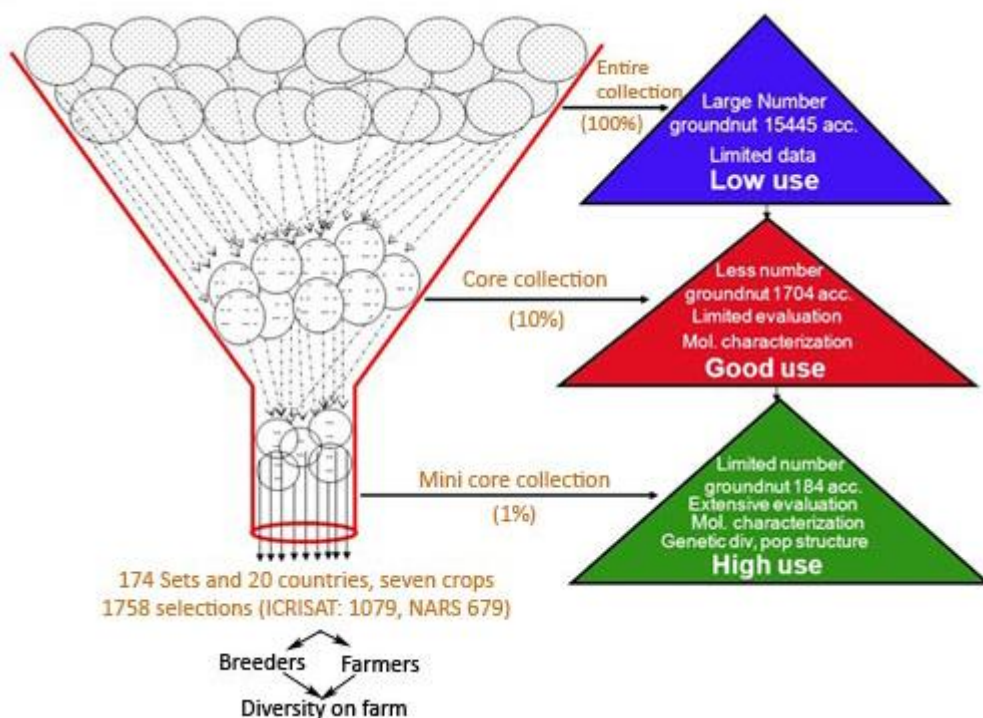 Entire
collection
(100%)
Large Number
groundnut 15445 acc.
Limited data
Low use
Core collection
(10%)
Less number
groundnut 1704 acc.
Limited evaluation
Mol. characterization
Good use
Mini core collection
(1%)
Limited number
groundnut 184 acc.
Extensive evaluation
Mol. characterization
Genetic div, pop structure
High use
174 Sets and 20 countries, seven crops
1758 selections (ICRISAT: 1079, NARS 679)
Breeders Farmers
Diversity on farm